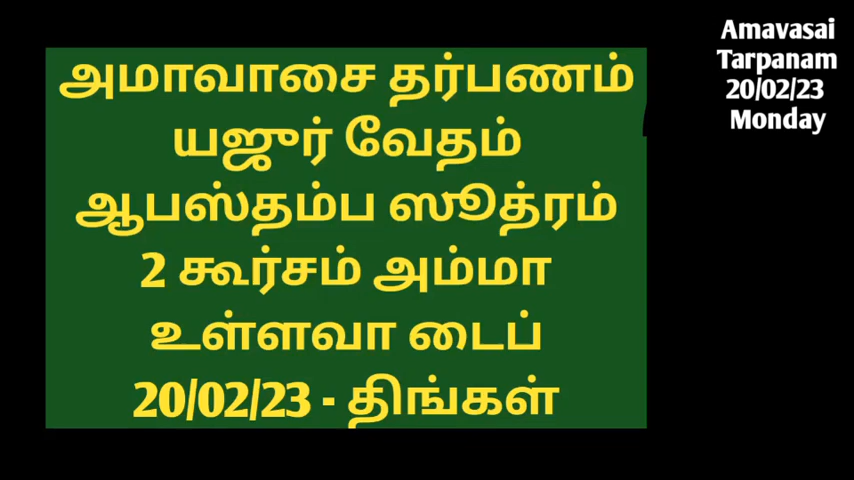 அமாவாசை தர்பணம்
யஜுர் வேதம்
ஆபஸ்தம்ப ஸூத்ரம்
2 கூர்சம் அம்மா
உள்ளவா டைப்
20/02/23 - திங்கள்
Amavasai
Tarpanam
20/02/23
Monday